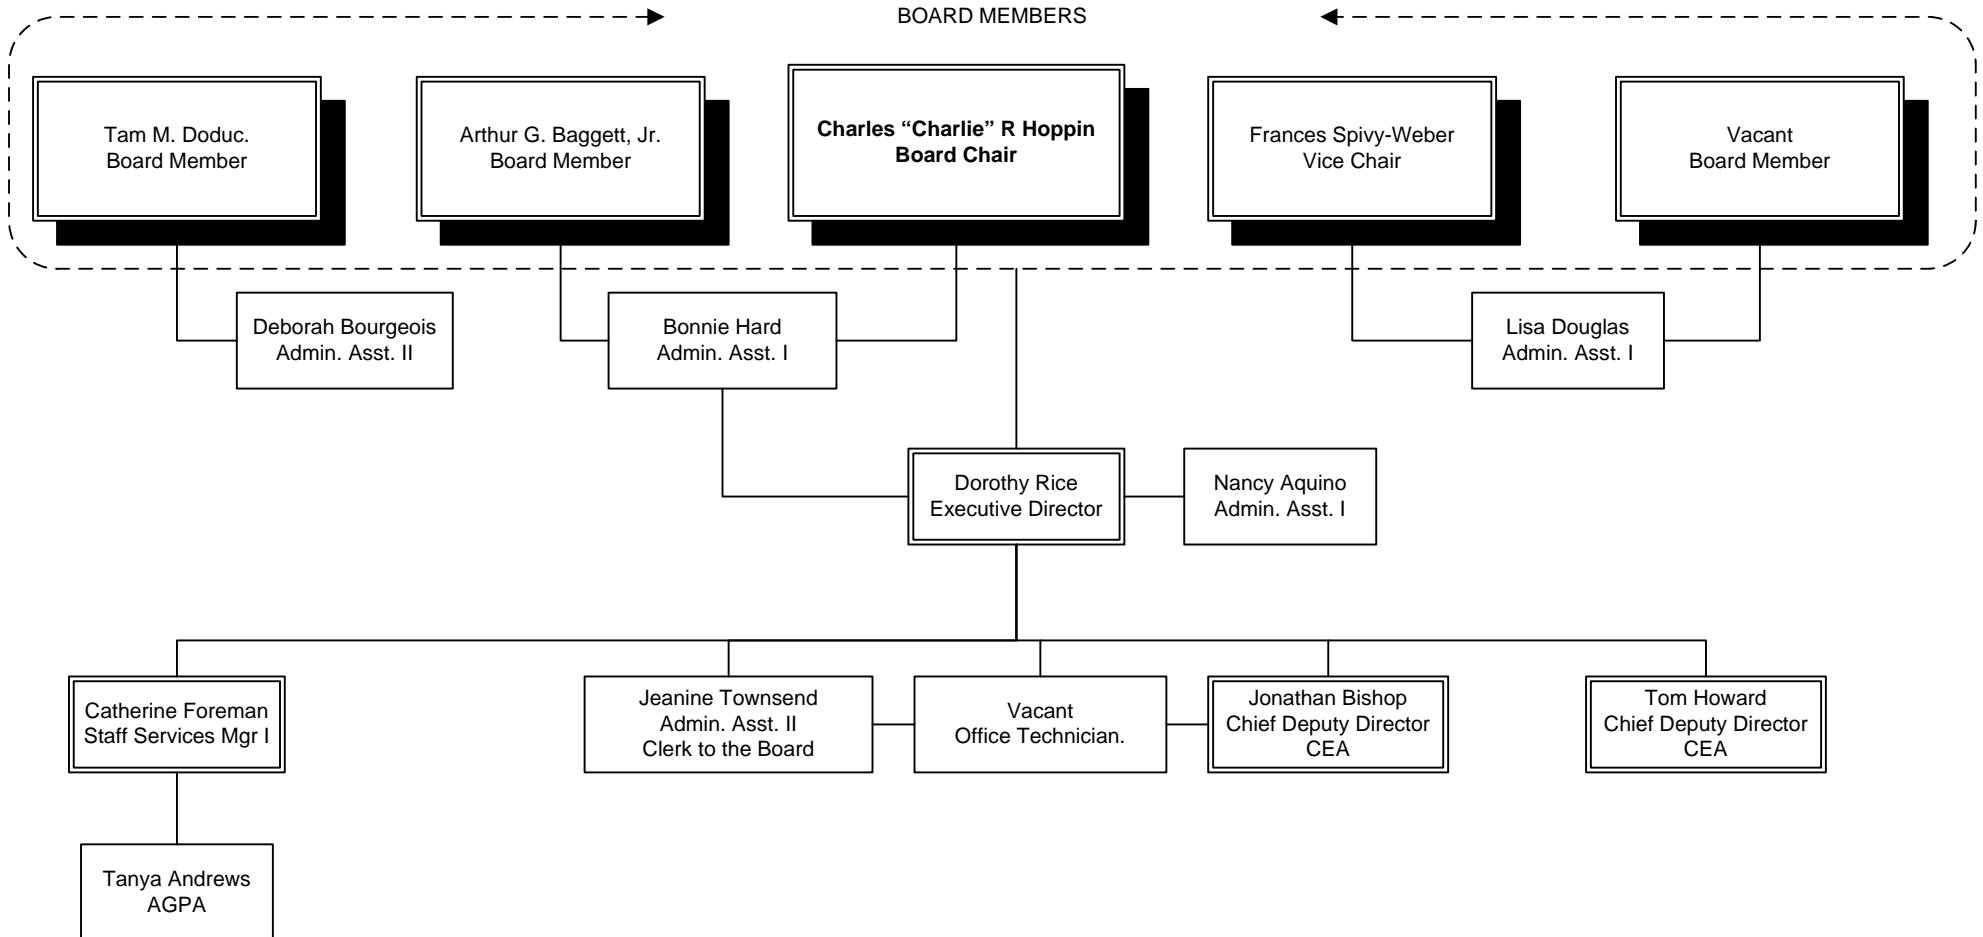 BOARD MEMBERS
Tam M. Doduc.
Board Member
Arthur G. Baggett, Jr.
Board Member
Charles “Charlie” R Hoppin
Board Chair
Frances Spivy-Weber
Vice Chair
Vacant
Board Member
Deborah Bourgeois
Admin. Asst. II
Bonnie Hard
Admin. Asst. I
Lisa Douglas
Admin. Asst. I
Dorothy Rice
Executive Director
Nancy Aquino
Admin. Asst. I
Catherine Foreman
Staff Services Mgr I
Jeanine Townsend
Admin. Asst. II
Clerk to the Board
Vacant
Office Technician.
Jonathan Bishop
Chief Deputy Director
CEA
Tom Howard
Chief Deputy Director
CEA
Tanya Andrews
AGPA